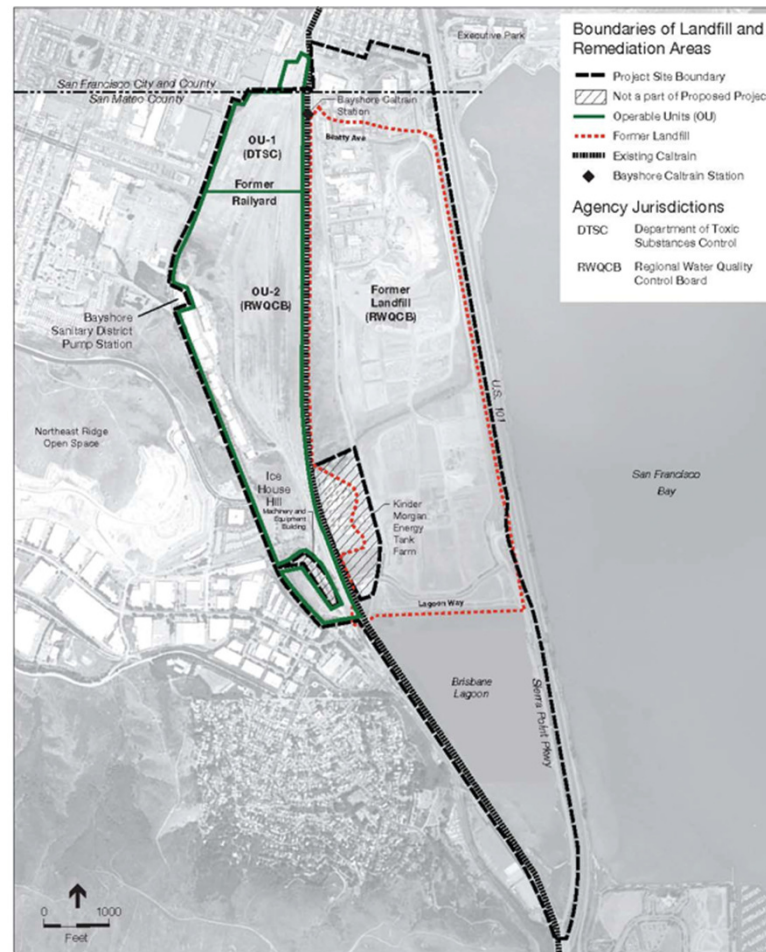 Boundaries of Landfill and
Remediation Areas
Project Site Boundary
Not a part of Proposed Project
Operable Units (OU)
Former Landfill
Existing Caltrain
Bayshore Caltrain Station
Agency Jurisdictions
DTSC Department of Toxic
Substances Control
RWQCB Regional Water Quality
Control Board
Executive Park
San Francisco City and County
San Mateo County
Bayshore Caltrain
Station
Beatty Ave
OU-1
(DTSC)
Former
Railyard
OU-2
(RWQCB)
Former
Landfill
(RWQCB)
Bayshore
Sanitary District
Pump Station
U.S. 101
Northeast Ridge
Open Space
San Francisco
Bay
Ice
House
Hill
Machinery and
Equipment
Building
Kinder
Morgan
Energy
Tank
Farm
Lagoon Way
Brisbane
Lagoon
Sierra Point Pkwy
0 1000
Feet